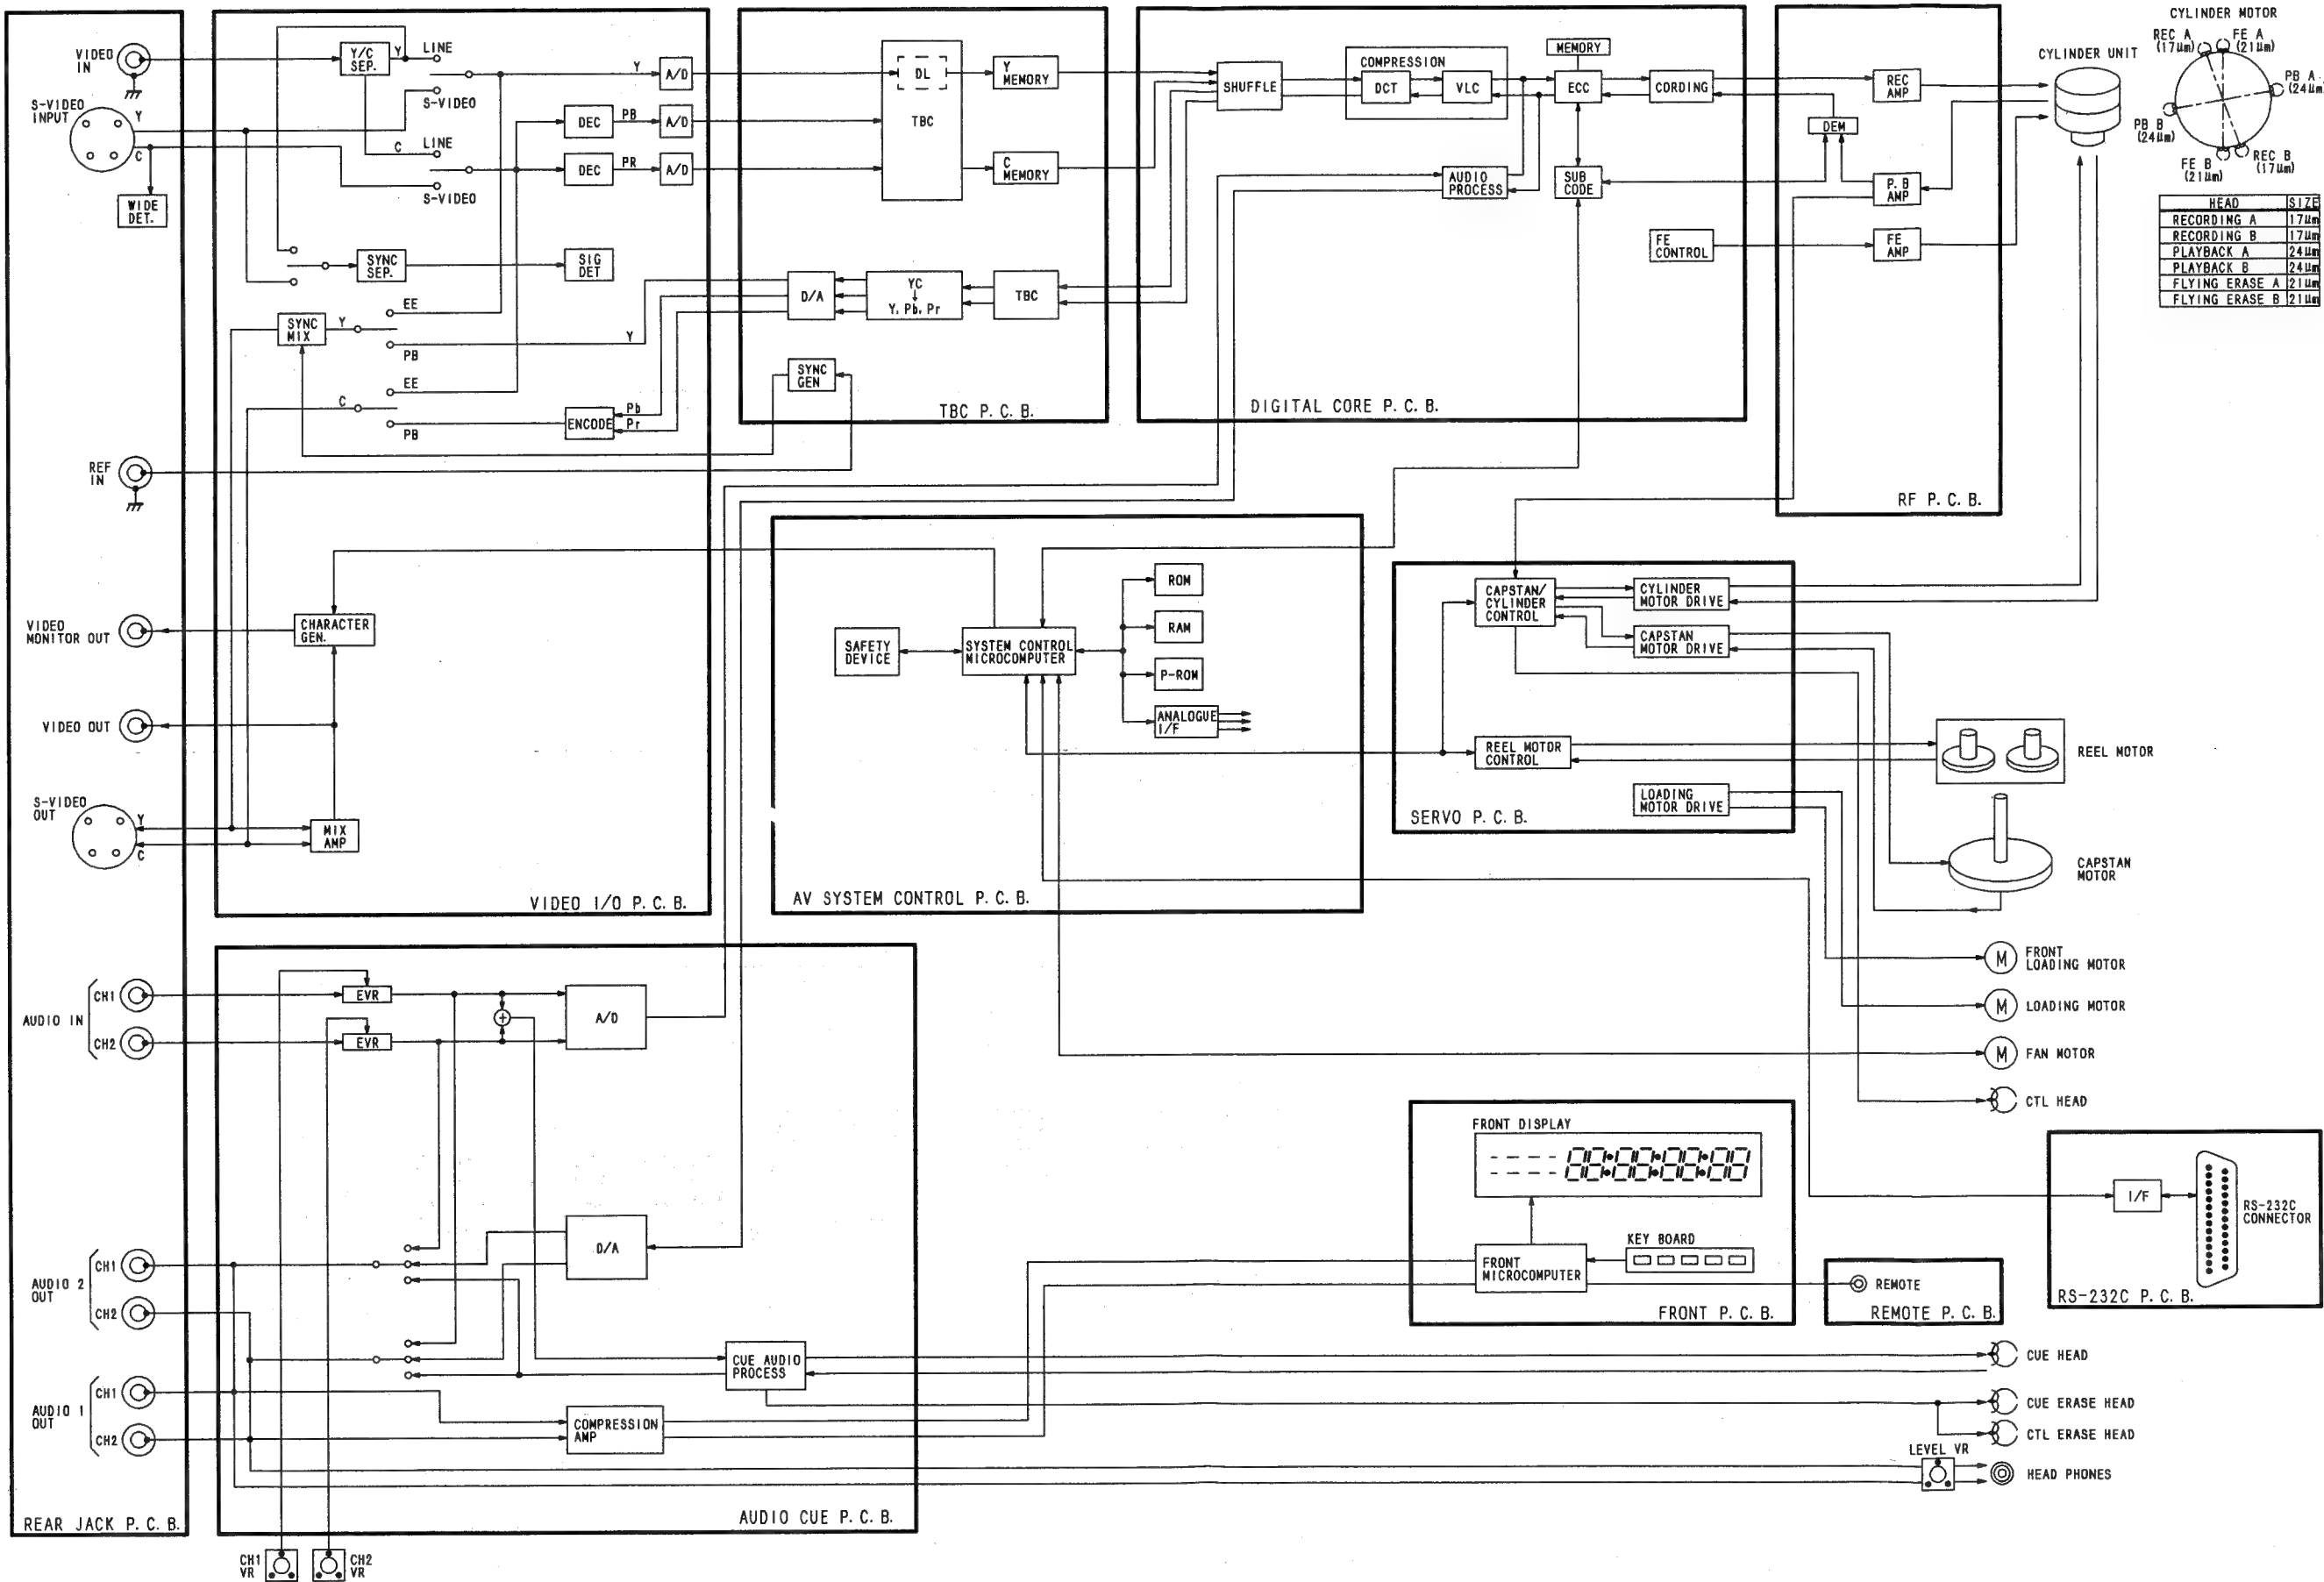 VIDEO
IN
S-VIDEO
INPUT
Y
C
WIDE
DET.
REF
IN
VIDEO
MONITOR OUT
VIDEO OUT
S-VIDEO
OUT
Y
C
AUDIO IN
CH1
CH2
AUDIO 2
OUT
CH1
CH2
AUDIO 1
OUT
CH1
CH2
REAR JACK P.C.B.
Y/C
SEP.
Y
LINE
S-VIDEO
C
LINE
S-VIDEO
Y
DEC
PB
DEC
PR
A/D
A/D
A/D
SYNC
SEP.
SIG
DET
SYNC
MIX
Y
EE
PB
Y
C
EE
PB
ENCODE
Pb
Pr
CHARACTER
GEN.
MIX
AMP
VIDEO I/O P.C.B.
DL
TBC
Y
MEMORY
C
MEMORY
D/A
YC
↓
Y, Pb, Pr
TBC
SYNC
GEN
TBC P.C.B.
SHUFFLE
COMPRESSION
DCT
VLC
MEMORY
ECC
CORDING
AUDIO
PROCESS
SUB
CODE
FE
CONTROL
DIGITAL CORE P.C.B.
REC
AMP
DEM
P.B
AMP
FE
AMP
RF P.C.B.
CYLINDER UNIT
CYLINDER MOTOR
REC A
(17µm)
FE A
(21µm)
PB A
(24µm)
PB B
(24µm)
FE B
(21µm)
REC B
(17µm)
HEAD SIZE
RECORDING A 17µm
RECORDING B 17µm
PLAYBACK A 24µm
PLAYBACK B 24µm
FLYING ERASE A 21µm
FLYING ERASE B 21µm
SAFETY
DEVICE
SYSTEM CONTROL
MICROCOMPUTER
ROM
RAM
P-ROM
ANALOGUE
I/F
AV SYSTEM CONTROL P.C.B.
CAPSTAN/
CYLINDER
CONTROL
CYLINDER
MOTOR DRIVE
CAPSTAN
MOTOR DRIVE
REEL MOTOR
CONTROL
LOADING
MOTOR DRIVE
SERVO P.C.B.
REEL MOTOR
CAPSTAN
MOTOR
M
FRONT
LOADING MOTOR
M
LOADING MOTOR
M
FAN MOTOR
CTL HEAD
EVR
EVR
A/D
D/A
CUE AUDIO
PROCESS
COMPRESSION
AMP
AUDIO CUE P.C.B.
CH1
VR
CH2
VR
FRONT DISPLAY
KEY BOARD
FRONT
MICROCOMPUTER
FRONT P.C.B.
REMOTE
REMOTE P.C.B.
I/F
RS-232C
CONNECTOR
RS-232C P.C.B.
CUE HEAD
CUE ERASE HEAD
CTL ERASE HEAD
LEVEL VR
HEAD PHONES